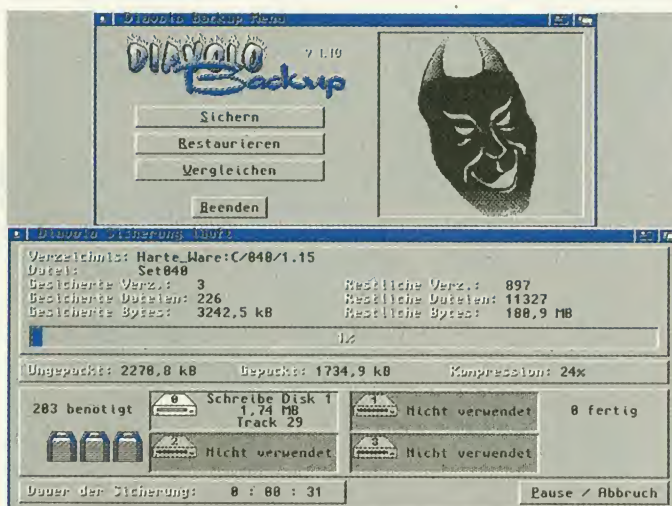 Diavolo Backup Menu
DIAVOLO
Backup
V 1.10
Sichern
Restaurieren
Vergleichen
Beenden
Diavolo Sicherung läuft
Verzeichnis: Harte_Ware:C/040/1.15
Datei: Set040
Gesicherte Verz.: 3 Restliche Verz.: 897
Gesicherte Dateien: 226 Restliche Dateien: 11327
Gesicherte Bytes: 3242,5 kB Restliche Bytes: 180,9 MB
1%
Ungepackt: 2270,8 kB Gepackt: 1734,9 kB Kompression: 24%
203 benötigt
0 Schreibe Disk 1
1,74 MB
Track 29
1 Nicht verwendet
0 fertig
2 Nicht verwendet
3 Nicht verwendet
Dauer der Sicherung: 0 : 00 : 31
Pause / Abbruch